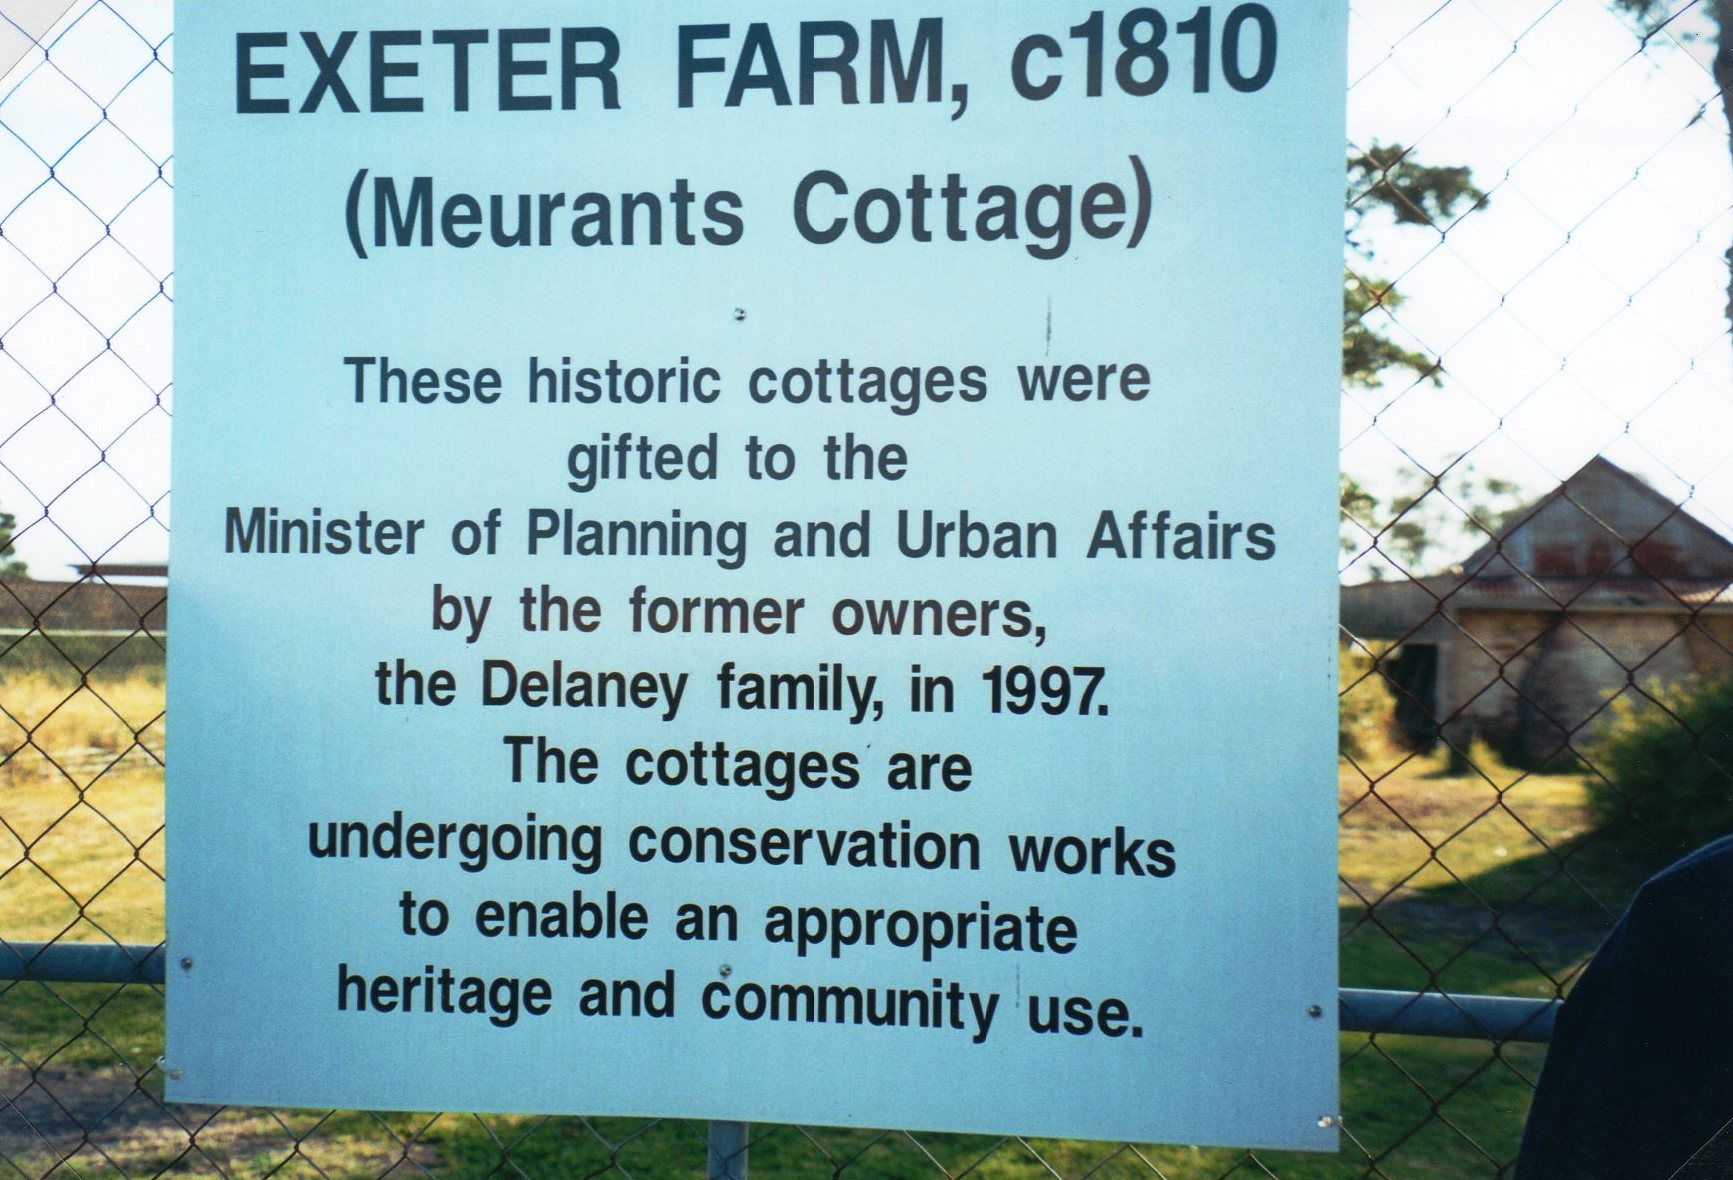 EXETER FARM, c1810
(Meurants Cottage)
These historic cottages were
gifted to the
Minister of Planning and Urban Affairs
by the former owners,
the Delaney family, in 1997.
The cottages are
undergoing conservation works
to enable an appropriate
heritage and community use.